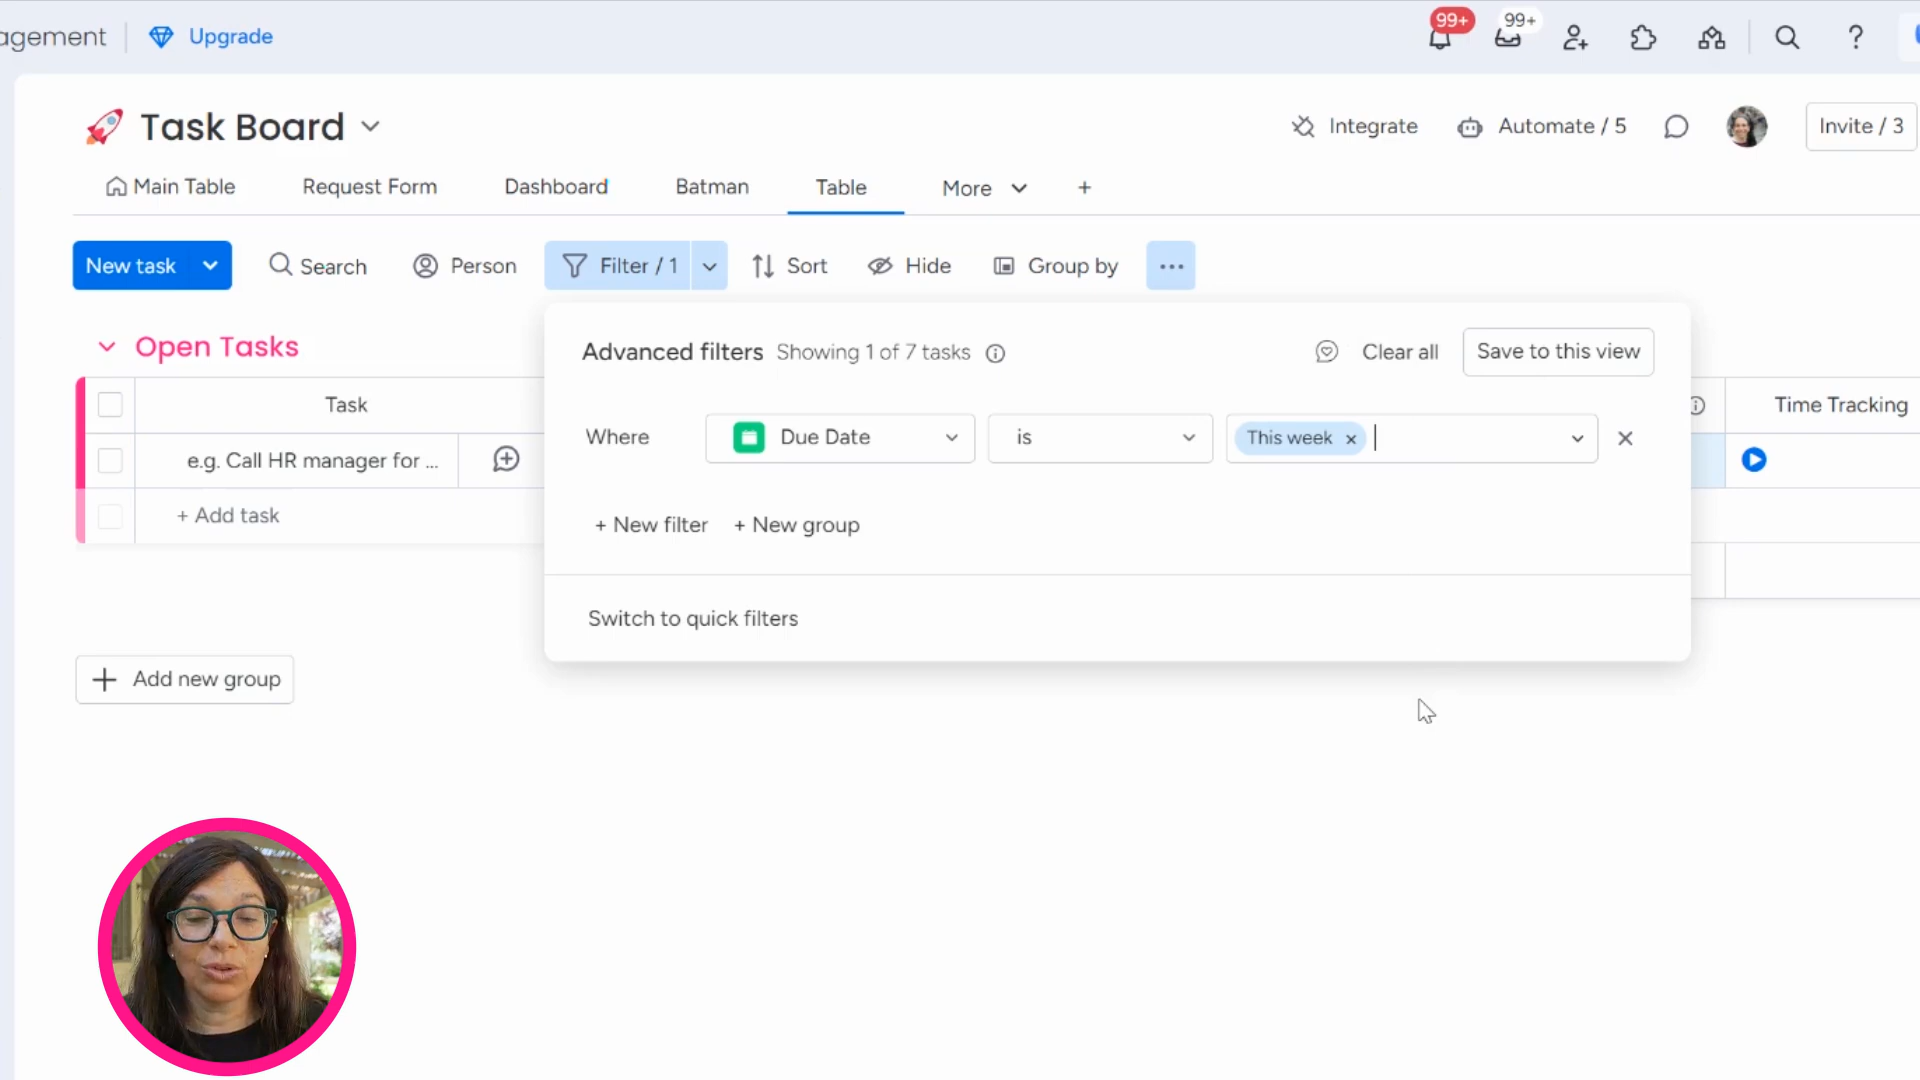 agement Upgrade 99+ 99+
Task Board Integrate Automate / 5 Invite / 3
Main Table Request Form Dashboard Batman Table More +
New task Search Person Filter / 1 Sort Hide Group by
Open Tasks
Advanced filters Showing 1 of 7 tasks Clear all Save to this view
Task Time Tracking
Where Due Date is This week
e.g. Call HR manager for ...
+ Add task
+ New filter + New group
Switch to quick filters
+ Add new group